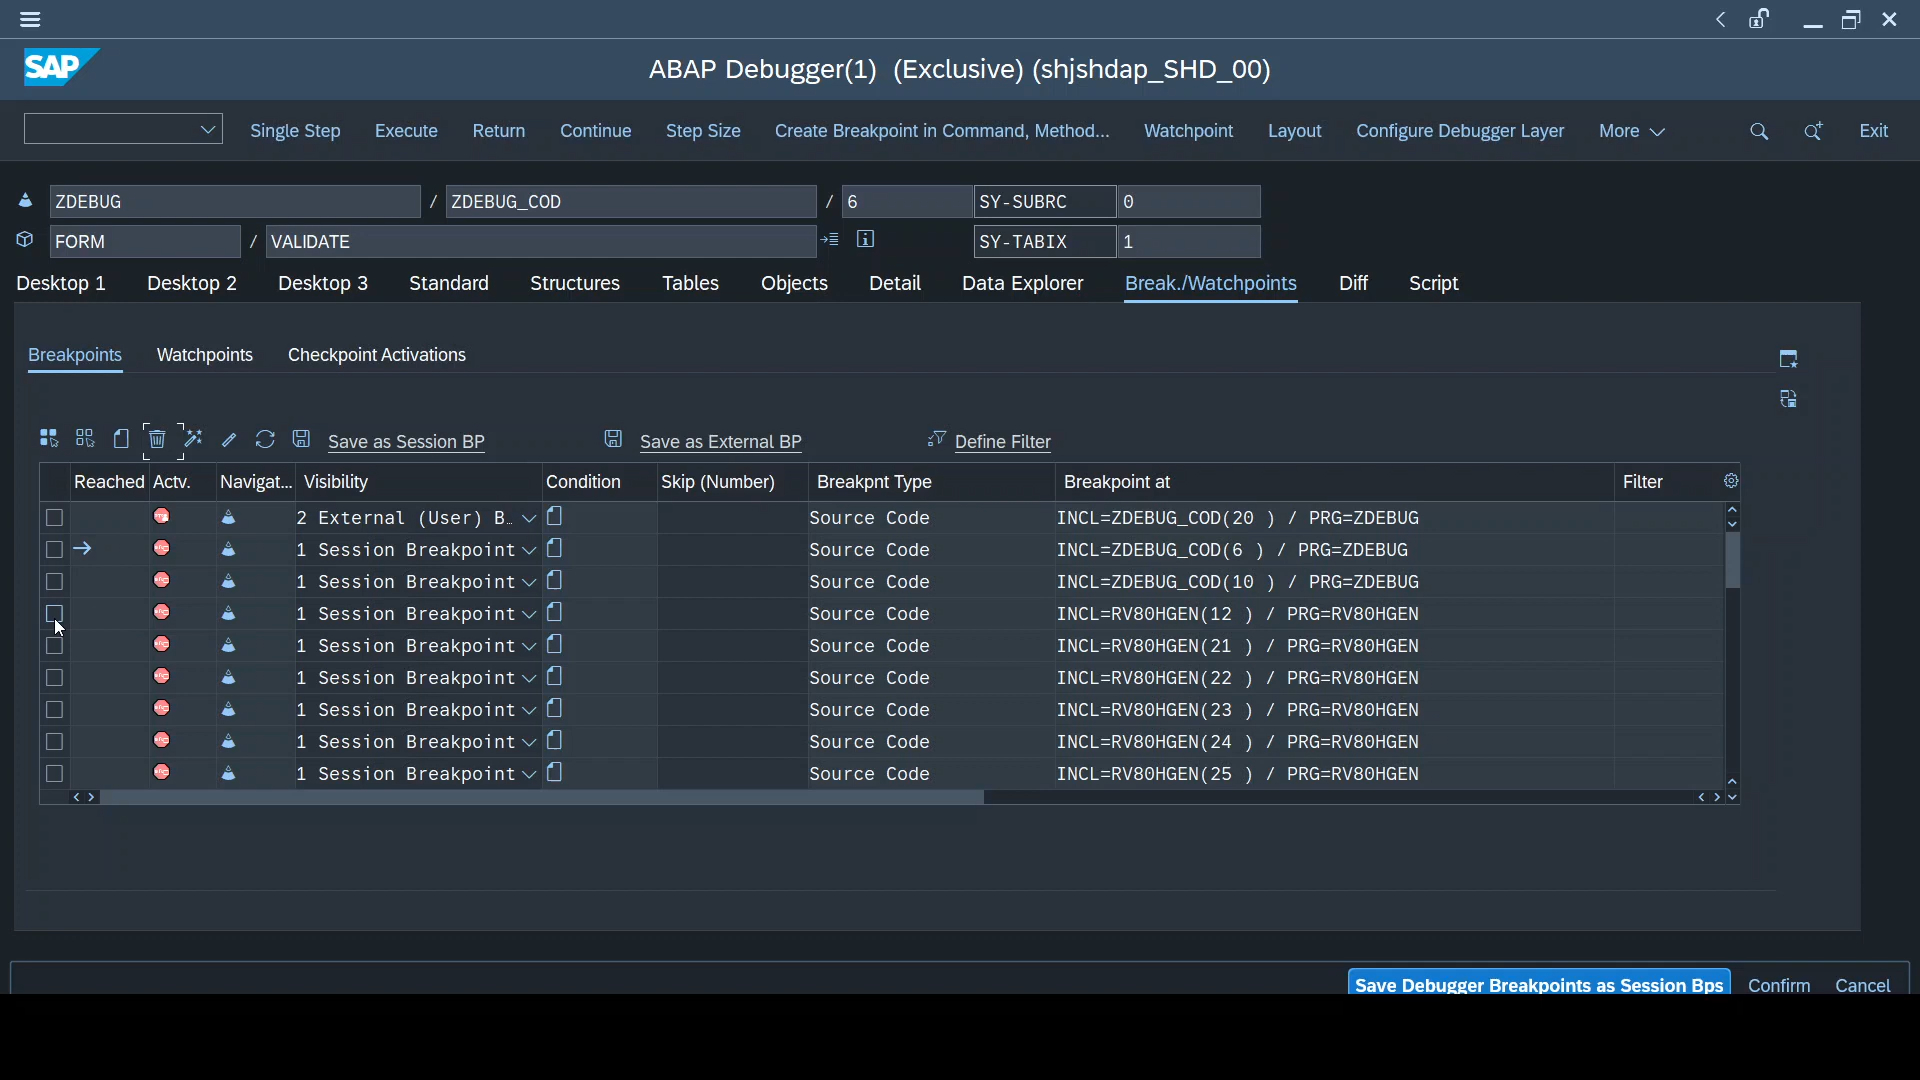 SAP
ABAP Debugger(1) (Exclusive) (shjshdap_SHD_00)
Single Step Execute Return Continue Step Size Create Breakpoint in Command, Method... Watchpoint Layout Configure Debugger Layer More Exit
ZDEBUG / ZDEBUG_COD / 6 SY-SUBRC 0
FORM / VALIDATE SY-TABIX 1
Desktop 1 Desktop 2 Desktop 3 Standard Structures Tables Objects Detail Data Explorer Break./Watchpoints Diff Script
Breakpoints Watchpoints Checkpoint Activations
Save as Session BP Save as External BP Define Filter
Reached Actv. Navigat... Visibility Condition Skip (Number) Breakpnt Type Breakpoint at Filter
2 External (User) B… Source Code INCL=ZDEBUG_COD(20 ) / PRG=ZDEBUG
1 Session Breakpoint Source Code INCL=ZDEBUG_COD(6 ) / PRG=ZDEBUG
1 Session Breakpoint Source Code INCL=ZDEBUG_COD(10 ) / PRG=ZDEBUG
1 Session Breakpoint Source Code INCL=RV80HGEN(12 ) / PRG=RV80HGEN
1 Session Breakpoint Source Code INCL=RV80HGEN(21 ) / PRG=RV80HGEN
1 Session Breakpoint Source Code INCL=RV80HGEN(22 ) / PRG=RV80HGEN
1 Session Breakpoint Source Code INCL=RV80HGEN(23 ) / PRG=RV80HGEN
1 Session Breakpoint Source Code INCL=RV80HGEN(24 ) / PRG=RV80HGEN
1 Session Breakpoint Source Code INCL=RV80HGEN(25 ) / PRG=RV80HGEN
Save Debugger Breakpoints as Session Bps Confirm Cancel